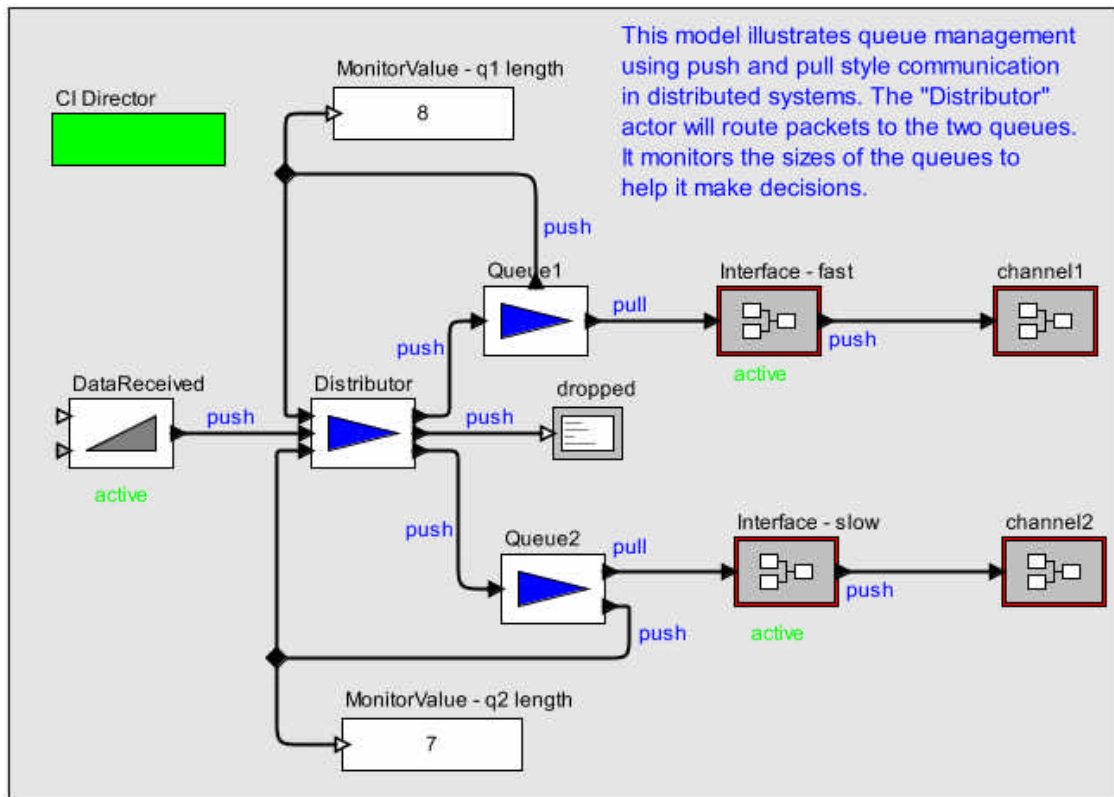 This model illustrates queue management
using push and pull style communication
in distributed systems. The "Distributor"
actor will route packets to the two queues.
It monitors the sizes of the queues to
help it make decisions.
MonitorValue - q1 length
8
CI Director
push
Queue1
Interface - fast
channel1
pull
push
push
active
DataReceived
Distributor
dropped
push
push
active
push
Queue2
Interface - slow
channel2
pull
push
push
active
MonitorValue - q2 length
7